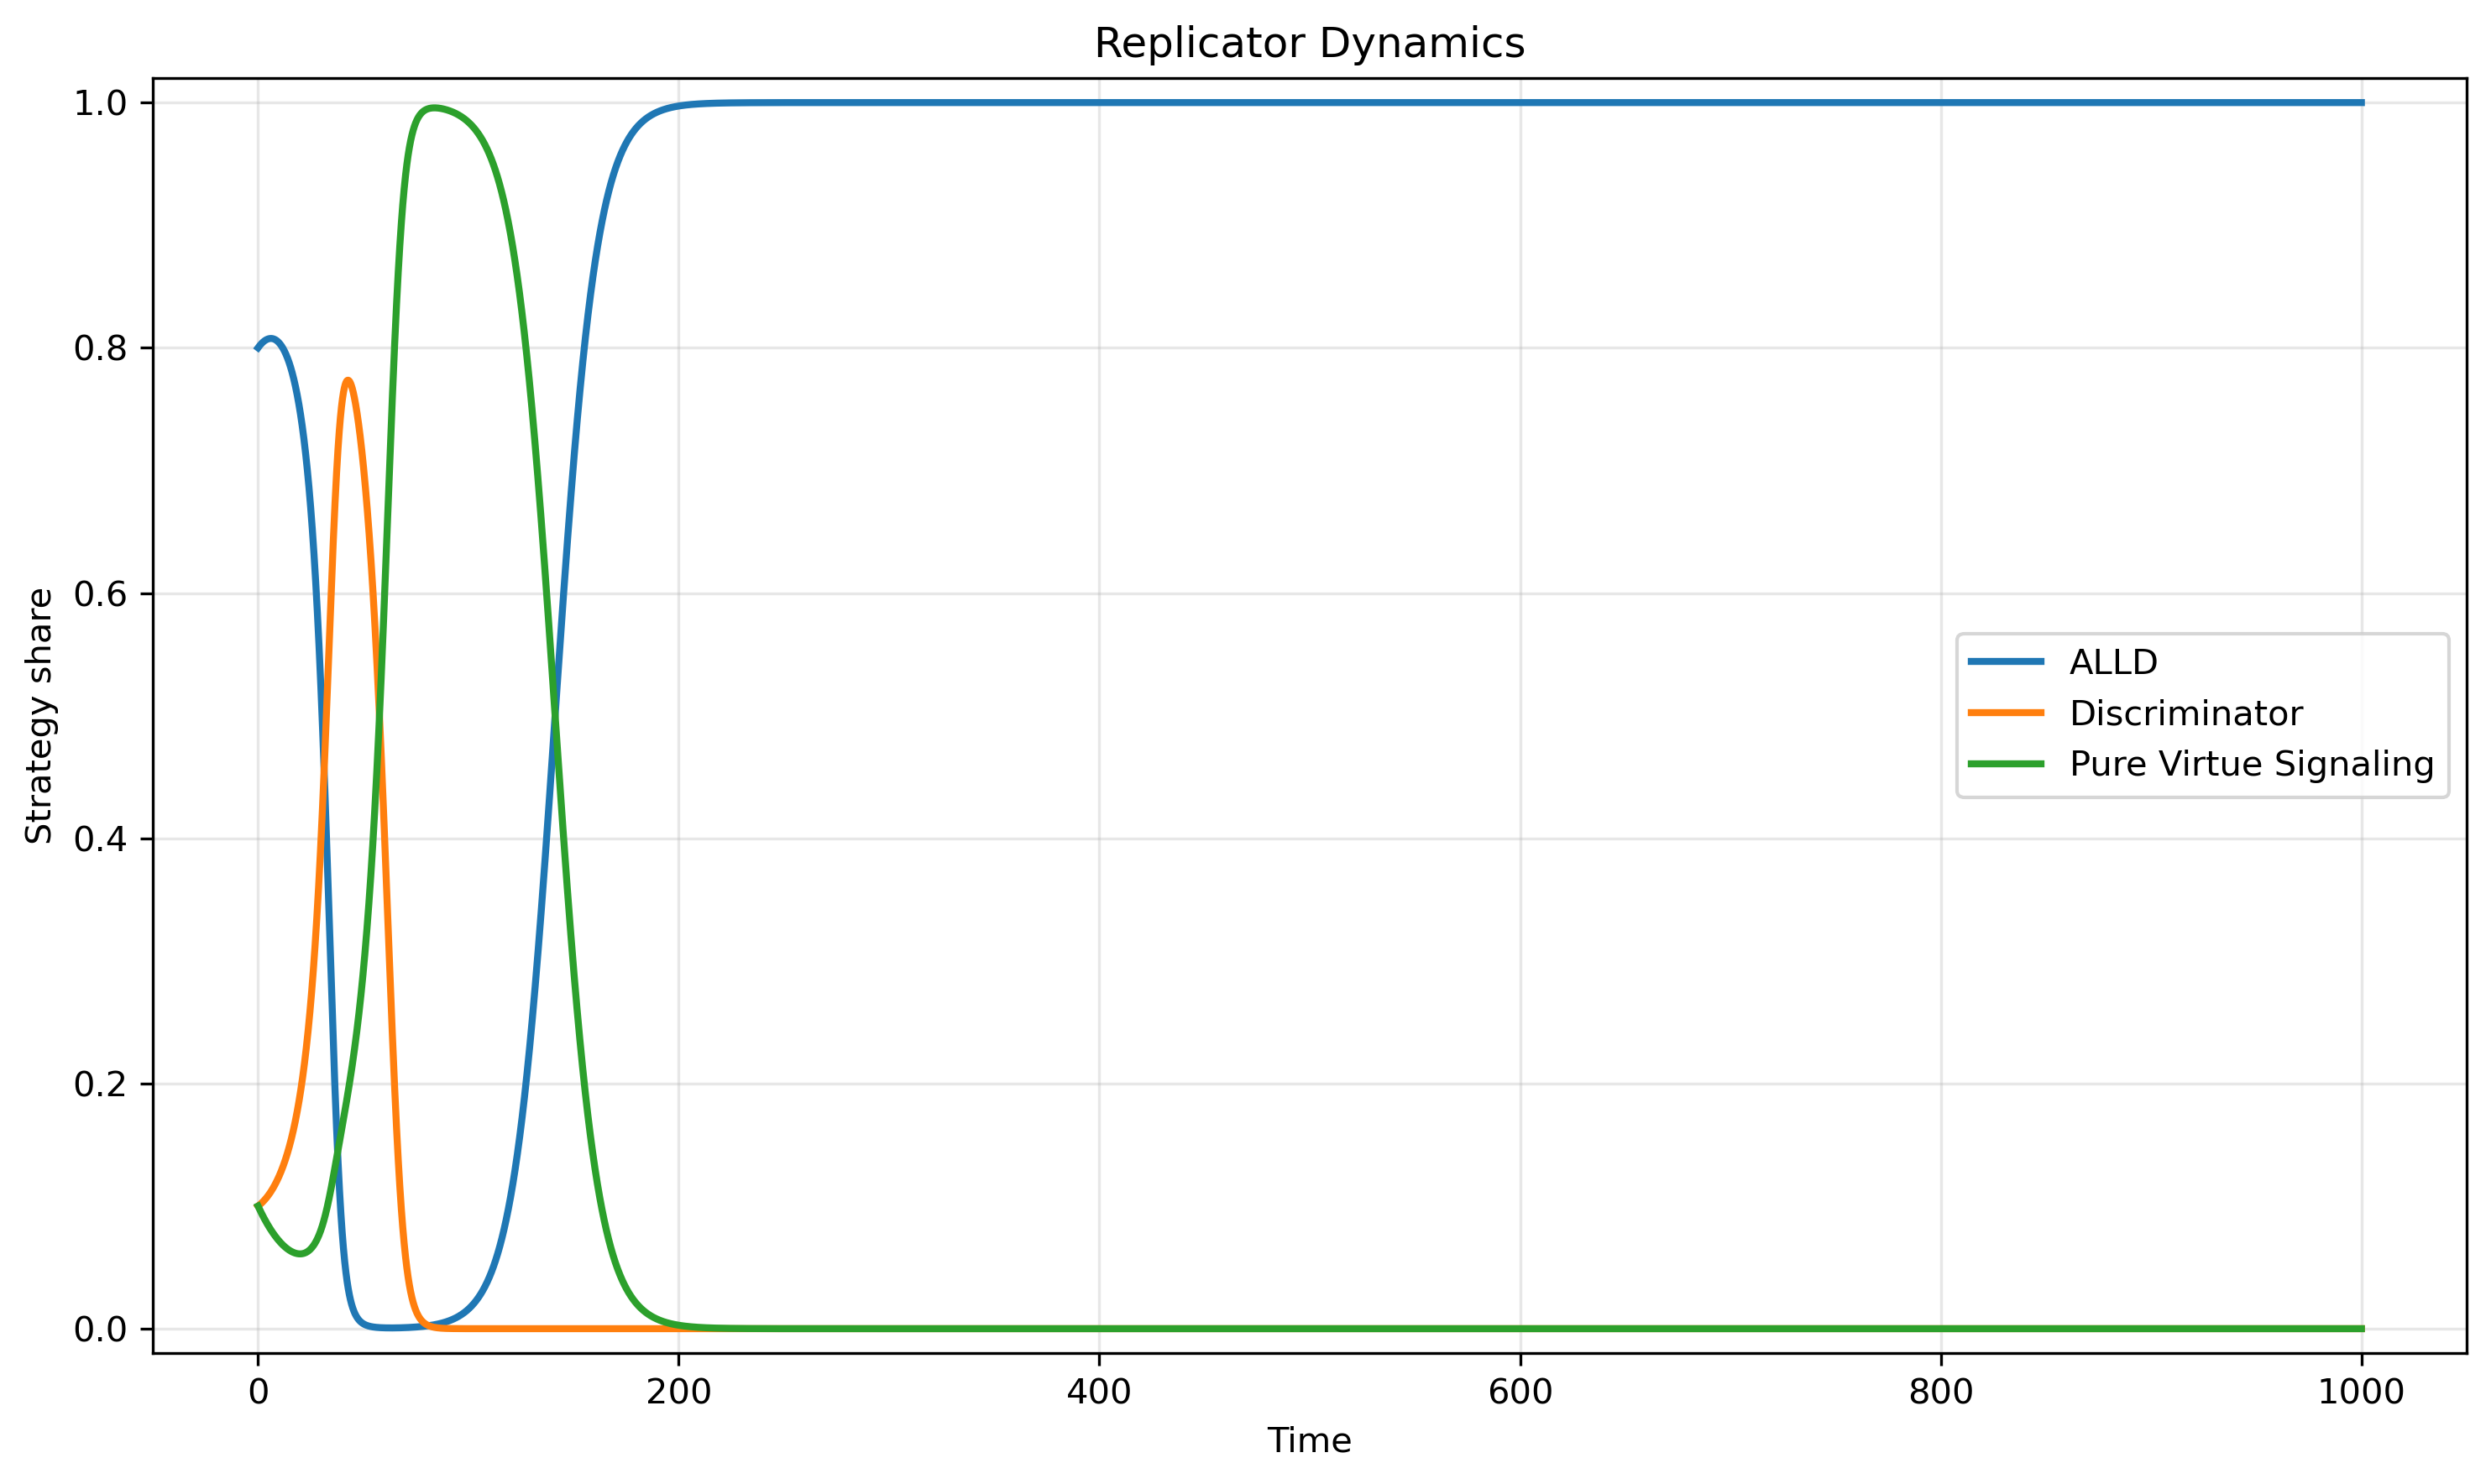 Replicator Dynamics
Strategy share
1.0
0.8
0.6
0.4
0.2
0.0
ALLD
Discriminator
Pure Virtue Signaling
0
200
400
600
800
1000
Time